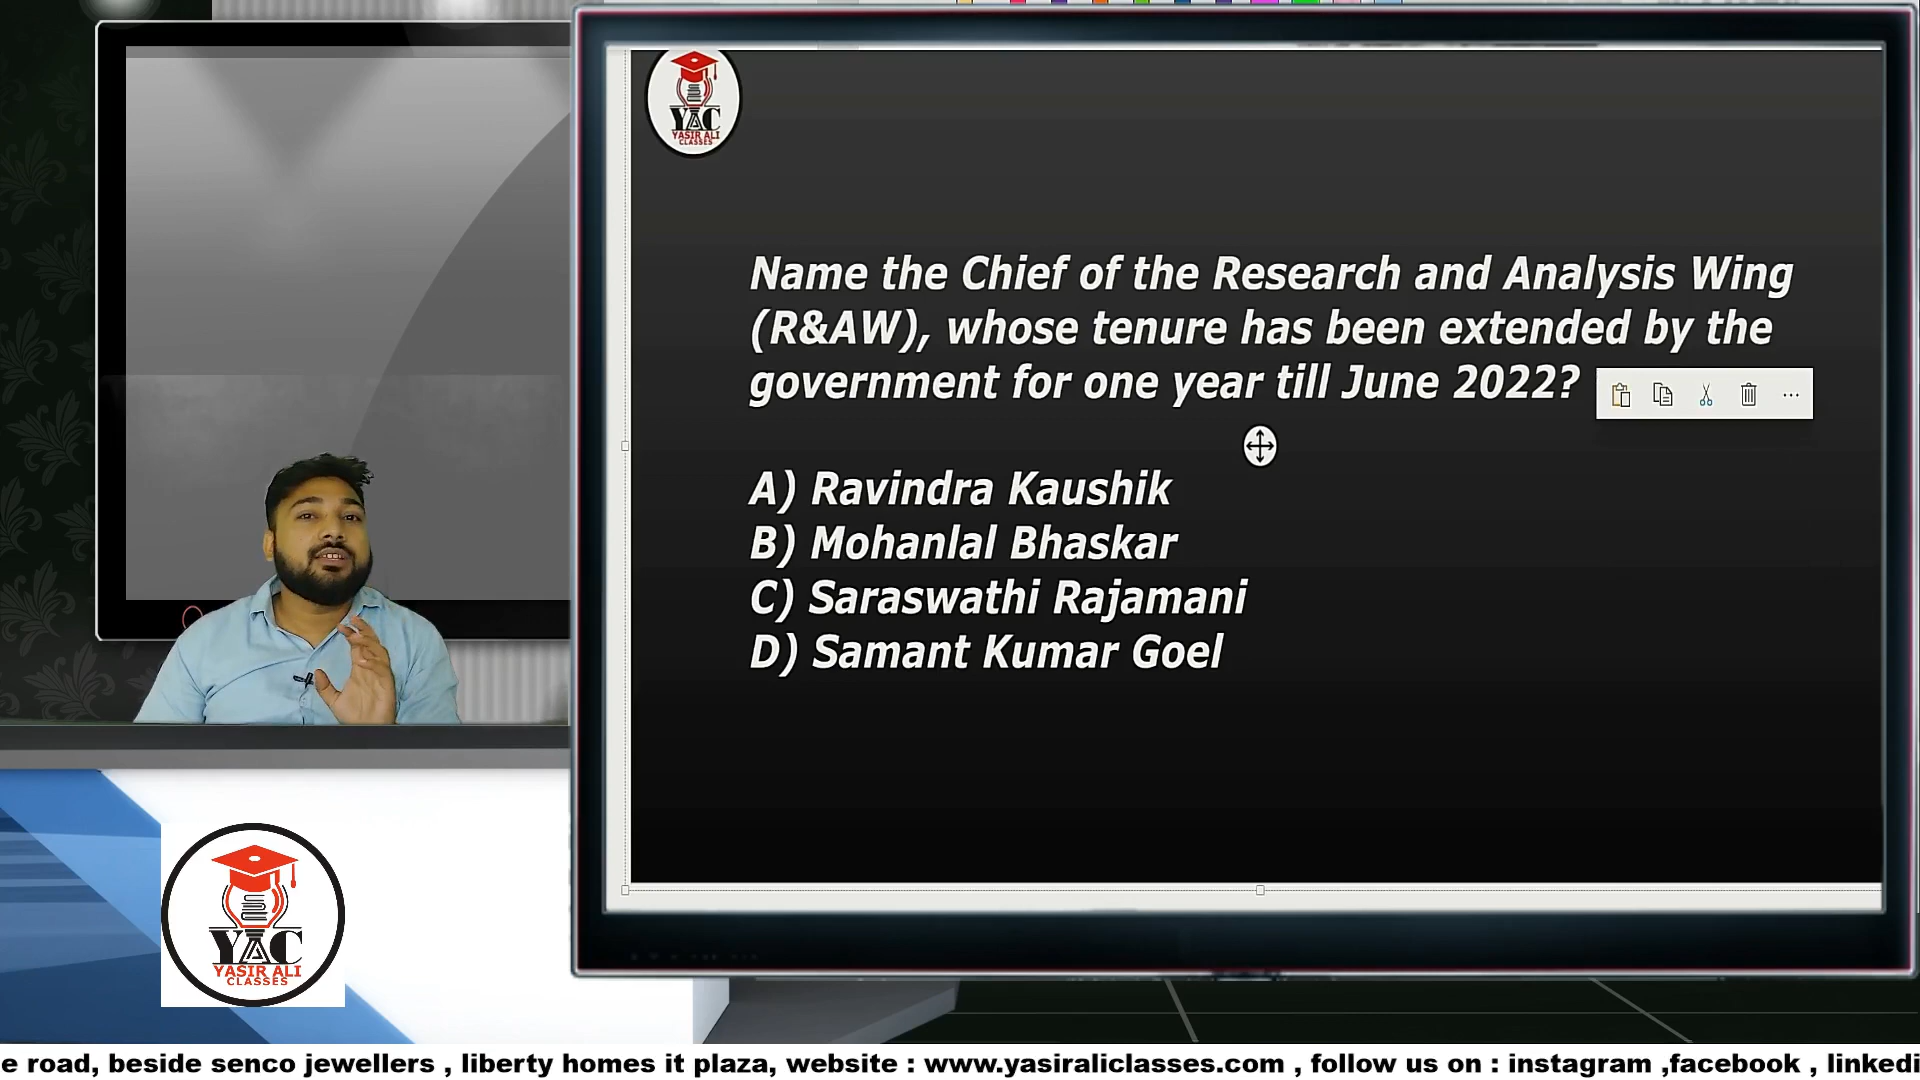 YAC
YASIR ALI
CLASSES
Name the Chief of the Research and Analysis Wing
(R&AW), whose tenure has been extended by the
government for one year till June 2022?
A) Ravindra Kaushik
B) Mohanlal Bhaskar
C) Saraswathi Rajamani
D) Samant Kumar Goel
YAC
YASIR ALI
CLASSES
e road, beside senco jewellers , liberty homes it plaza, website : www.yasiraliclasses.com , follow us on : instagram ,facebook , linkedi